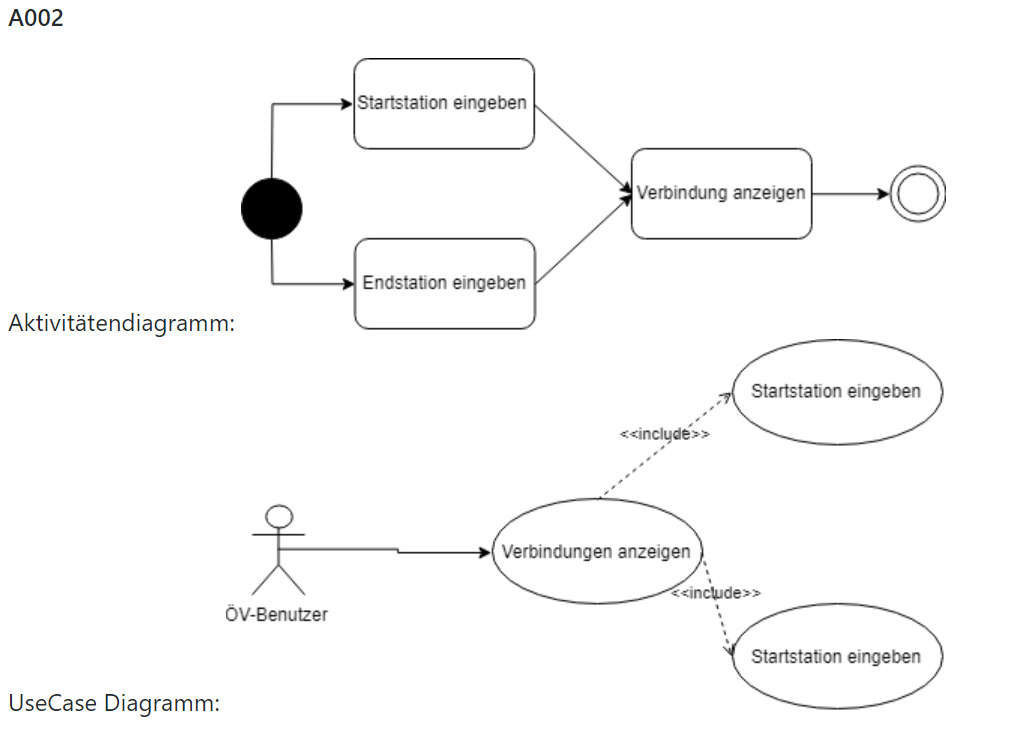 A002
Startstation eingeben
Verbindung anzeigen
Endstation eingeben
Aktivitätendiagramm:
Startstation eingeben
<<include>>
Verbindungen anzeigen
<<include>>
ÖV-Benutzer
Startstation eingeben
UseCase Diagramm: